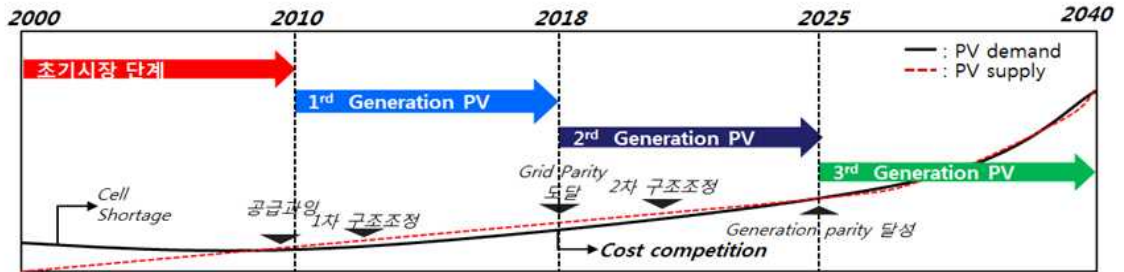 2000 2010 2018 2025 2040
: PV demand
: PV supply
초기시장 단계
1rd Generation PV
2rd Generation PV
3rd Generation PV
Cell
Shortage
공급과잉
1차 구조조정
Grid Parity
도달
2차 구조조정
Generation parity 달성
Cost competition